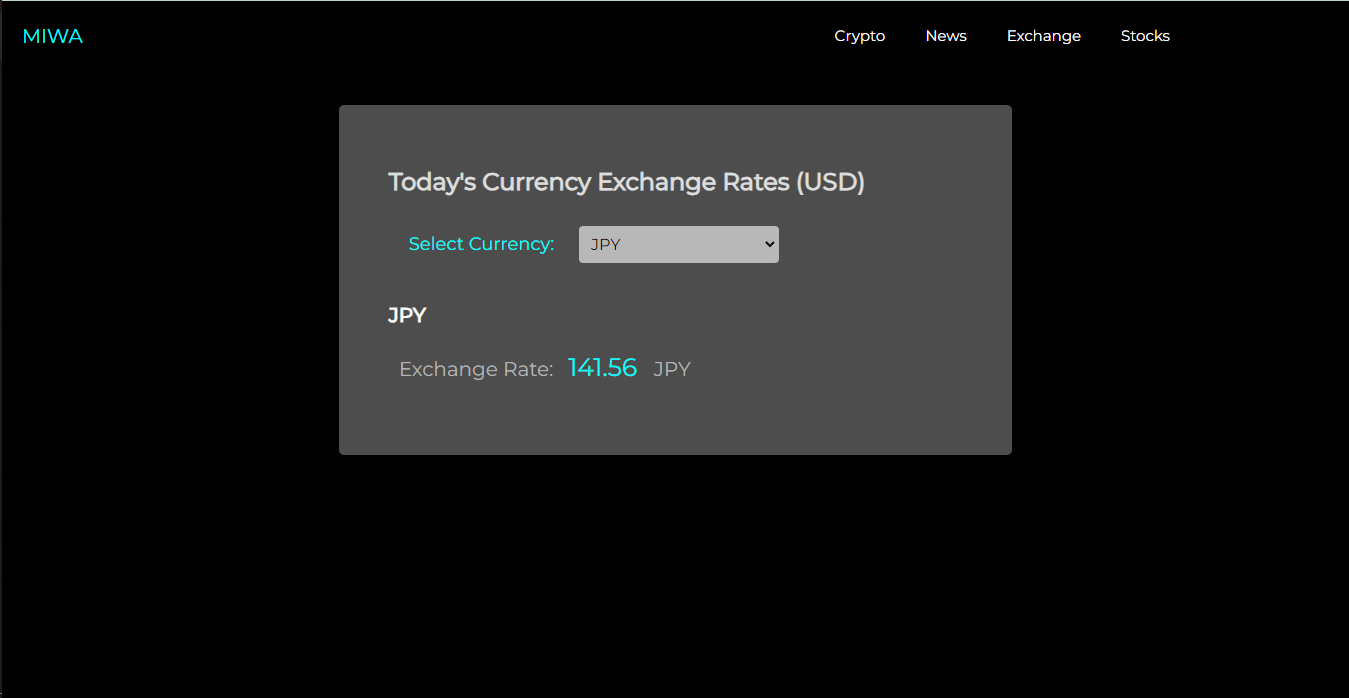 MIWA Crypto News Exchange Stocks
Today's Currency Exchange Rates (USD)
Select Currency: JPY
JPY
Exchange Rate: 141.56 JPY